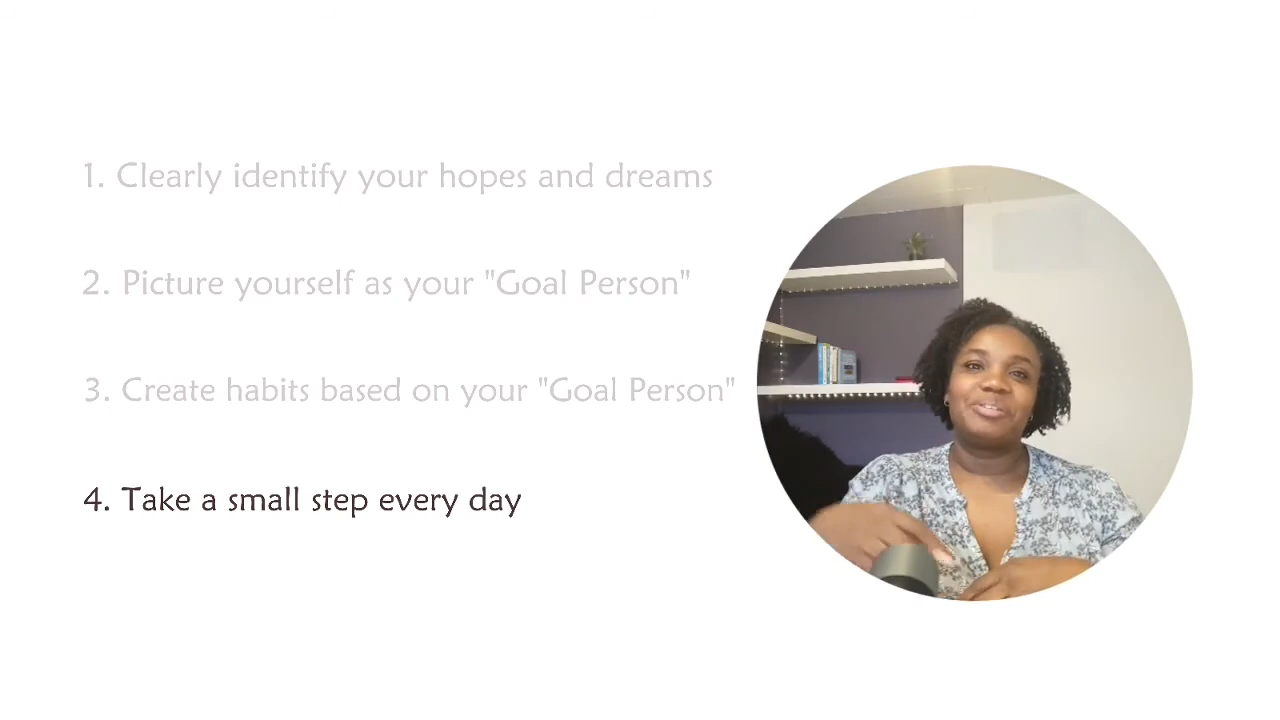 1. Clearly identify your hopes and dreams
2. Picture yourself as your "Goal Person"
3. Create habits based on your "Goal Person"
4. Take a small step every day